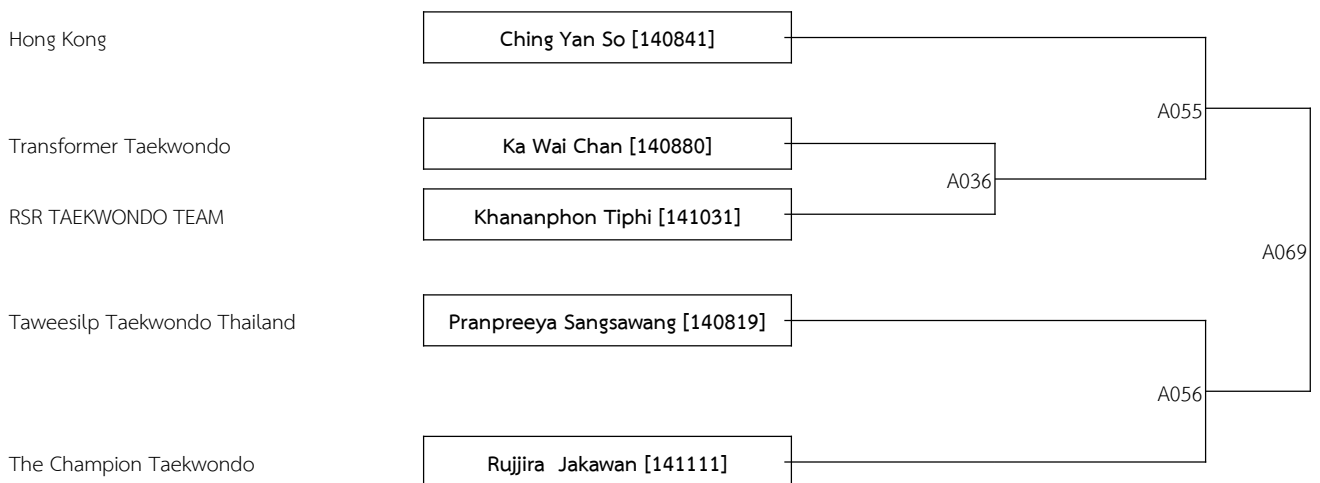 Hong Kong
Ching Yan So [140841]
A055
Transformer Taekwondo
Ka Wai Chan [140880]
A036
RSR TAEKWONDO TEAM
Khananphon Tiphi [141031]
A069
Taweesilp Taekwondo Thailand
Pranpreeya Sangsawang [140819]
A056
The Champion Taekwondo
Rujjira Jakawan [141111]